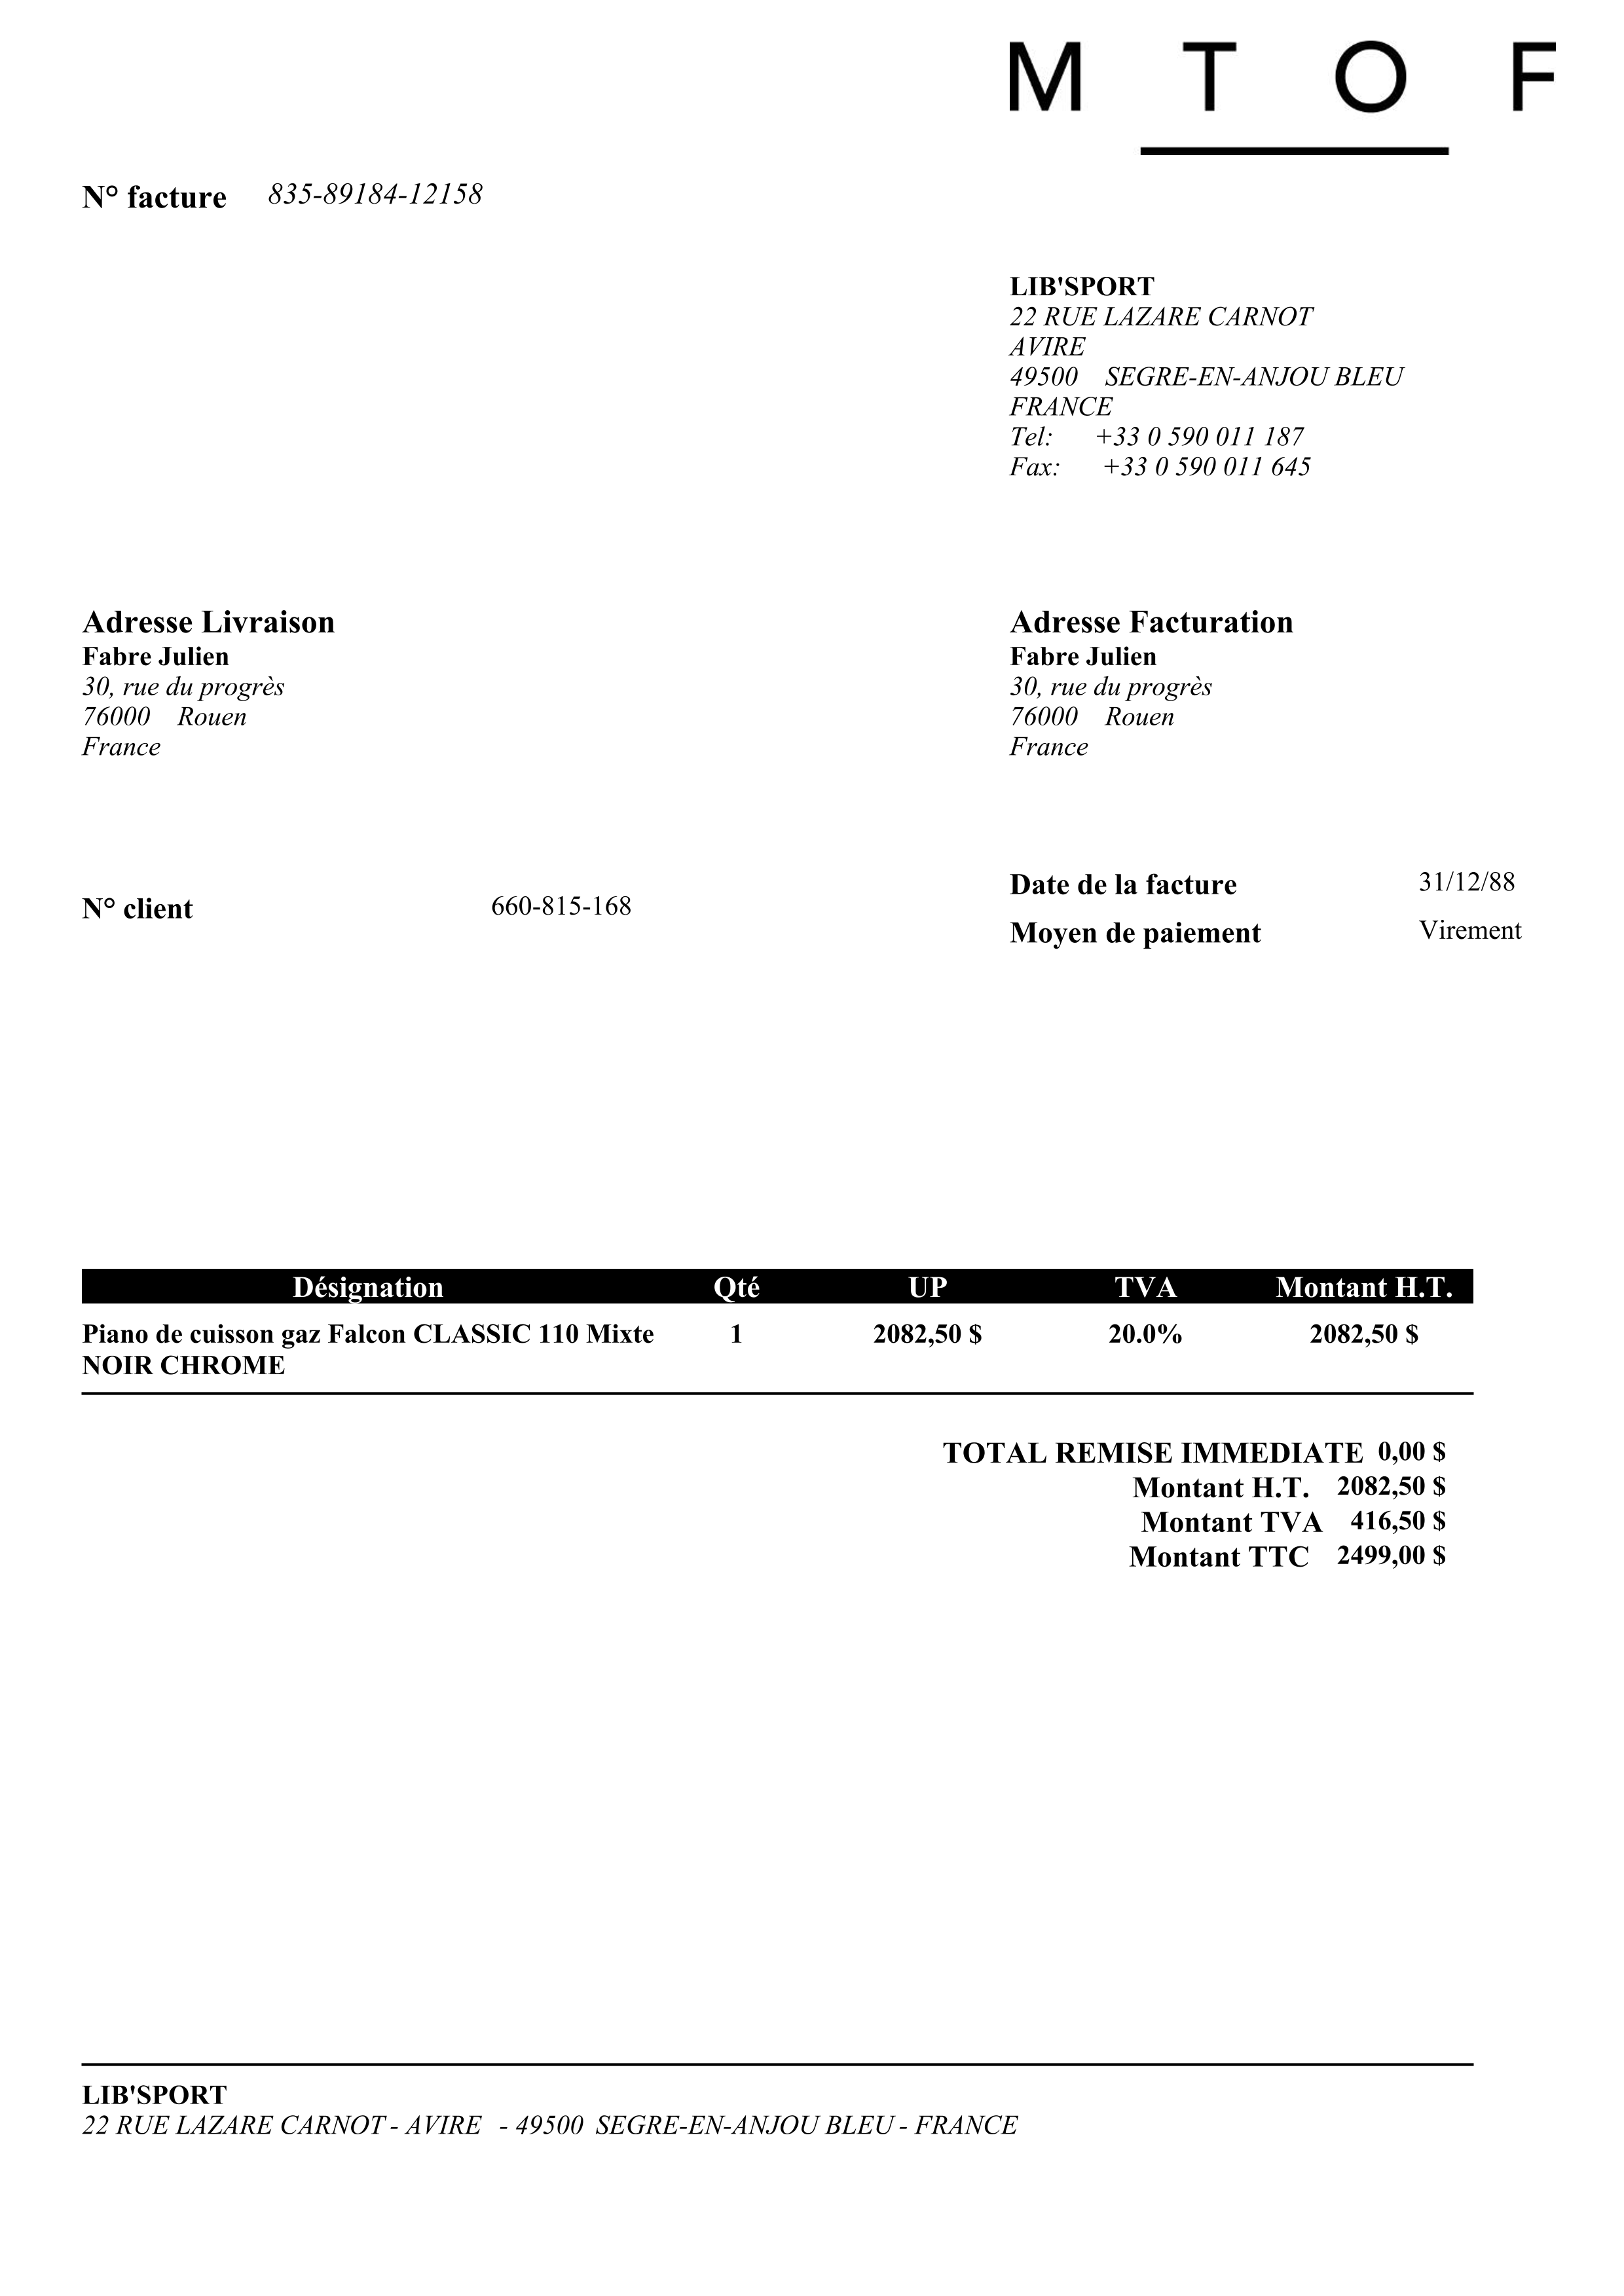 M T O F
N° facture 835-89184-12158
LIB'SPORT
22 RUE LAZARE CARNOT
AVIRE
49500 SEGRE-EN-ANJOU BLEU
FRANCE
Tel: +33 0 590 011 187
Fax: +33 0 590 011 645
Adresse Livraison
Fabre Julien
30, rue du progrès
76000 Rouen
France
Adresse Facturation
Fabre Julien
30, rue du progrès
76000 Rouen
France
N° client 660-815-168
Date de la facture 31/12/88
Moyen de paiement Virement
Désignation Qté UP TVA Montant H.T.
Piano de cuisson gaz Falcon CLASSIC 110 Mixte 1 2082,50 $ 20.0% 2082,50 $
NOIR CHROME
TOTAL REMISE IMMEDIATE 0,00 $
Montant H.T. 2082,50 $
Montant TVA 416,50 $
Montant TTC 2499,00 $
LIB'SPORT
22 RUE LAZARE CARNOT - AVIRE - 49500 SEGRE-EN-ANJOU BLEU - FRANCE